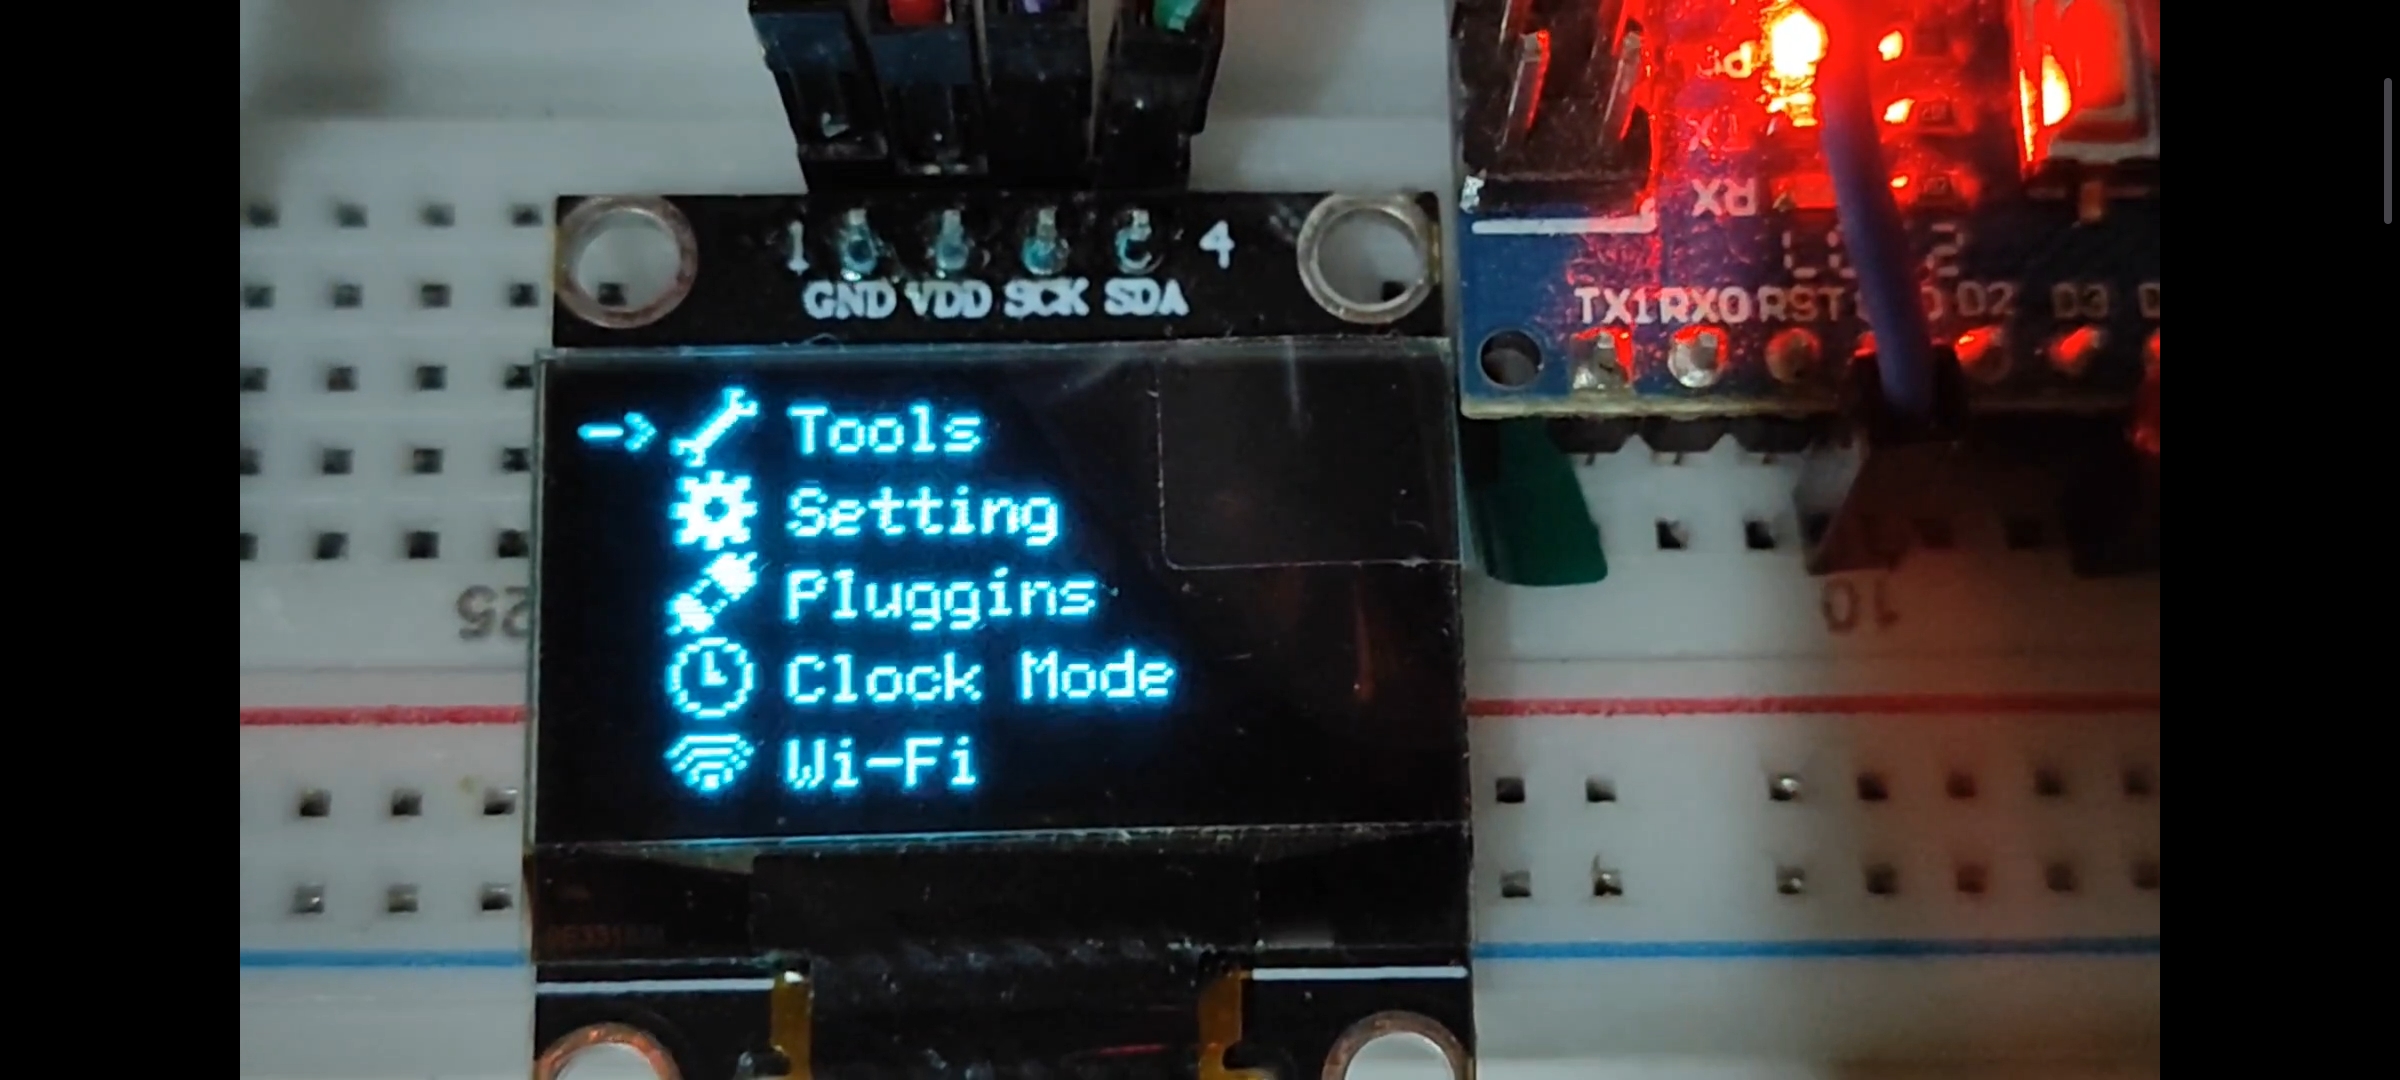 RX
1 4
GND VDD SCK SDA
TX1 RX0 RST D2 D3
Tools
Setting
Pluggins
Clock Mode
Wi-Fi
25
10